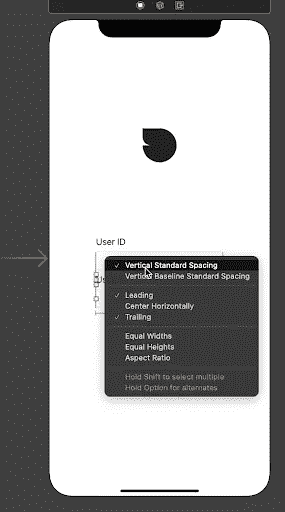 User ID
✓ Vertical Standard Spacing
Vertical Baseline Standard Spacing
✓ Leading
Center Horizontally
✓ Trailing
Equal Widths
Equal Heights
Aspect Ratio
Hold Shift to select multiple
Hold Option for alternates